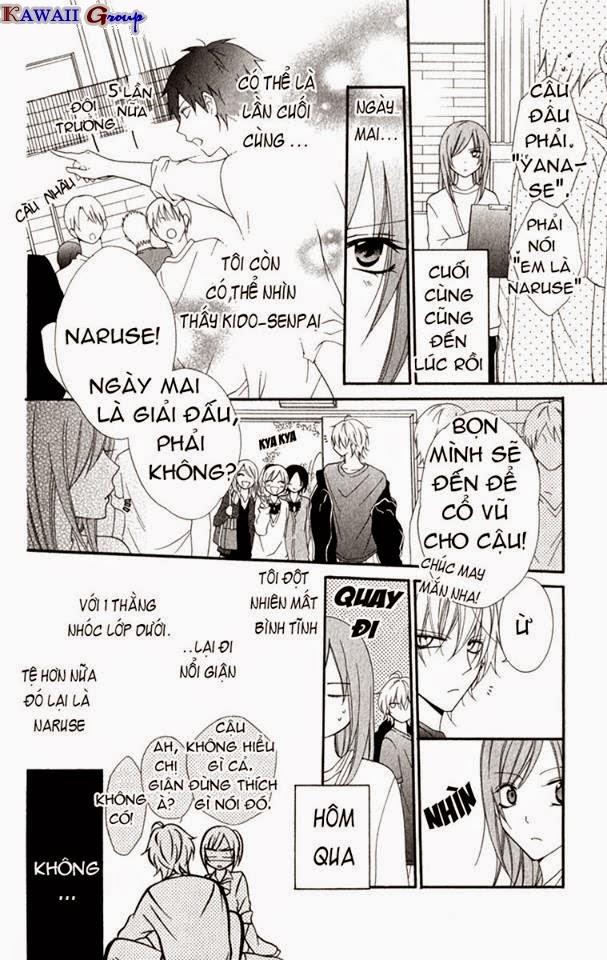 KAWAII Group
CÂU
ĐÂU
PHẢI
"YANA-
SE".
PHẢI
NÓI
"EM LÀ
NARUSE"
CUỐI
CÙNG
CŨNG
ĐẾN
LÚC RỒI
NGÀY
MAI...
CÓ THỂ LÀ
LẦN CUỐI
CÙNG ...
5 LẦN
NỮA
ĐỘI
TRƯỞNG
CẦU NHÀU
TÔI CÒN
CÓ THỂ NHÌN
THẤY KIDO-SENPAI
NARUSE!
NGÀY MAI
LÀ GIẢI ĐẤU,
PHẢI
KHÔNG?
KYA KYA
BỌN
MÌNH SẼ
ĐẾN ĐỂ
CỔ VŨ
CHO CẬU!
CHÚC MAY
MẮN NHA!
Ừ
NHÌN
QUAY
ĐI
HÔM
QUA
TÔI ĐỘT
NHIÊN MẤT
BÌNH TĨNH
..LẠI ĐI
NỔI GIẬN
VỚI 1 THẰNG
NHÓC LỚP DƯỚI.
TỆ HƠN NỮA
ĐÓ LẠI LÀ
NARUSE
CẬU
KHÔNG HIỂU
GÌ CẢ.
ĐỪNG THÍCH
GÌ NÓI ĐÓ.
AH,
CHỊ
GIẬN
À?
KHÔNG
CÓ!
KHÔNG
...